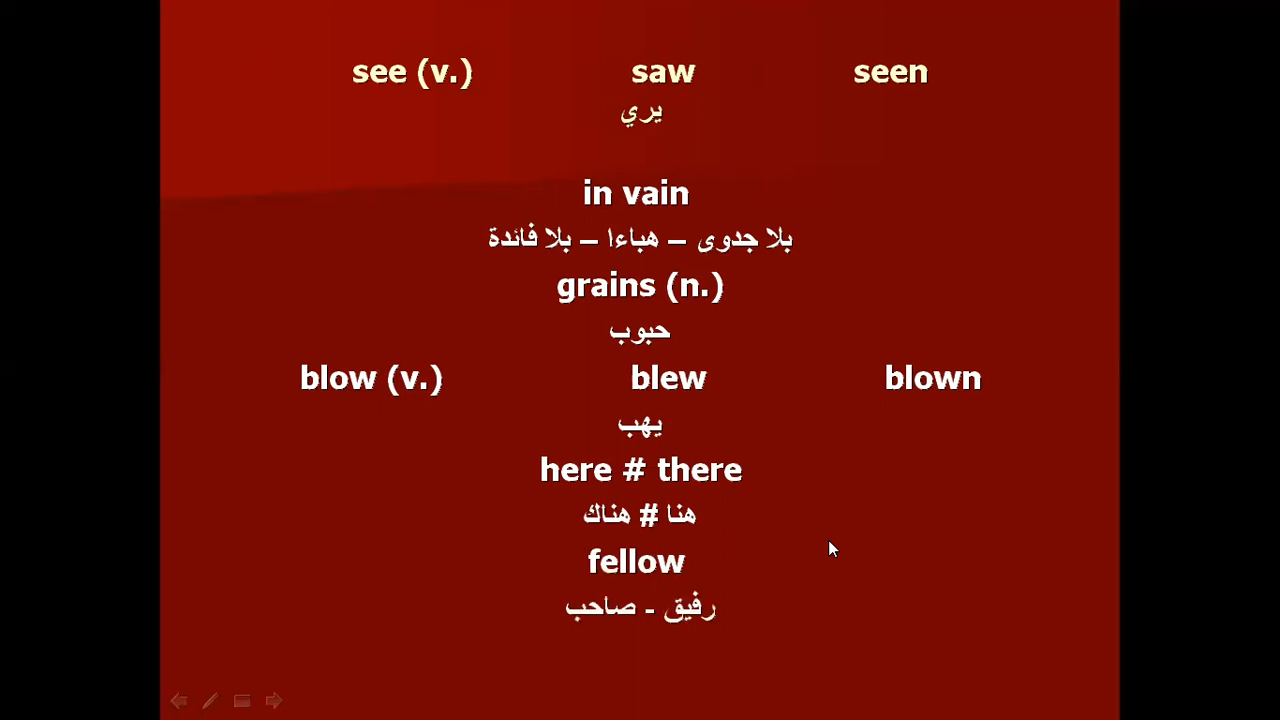 see (v.) saw seen
يري
in vain
بلا جدوى – هباءا – بلا فائدة
grains (n.)
حبوب
blow (v.) blew blown
يهب
here # there
هنا # هناك
fellow
رفيق - صاحب